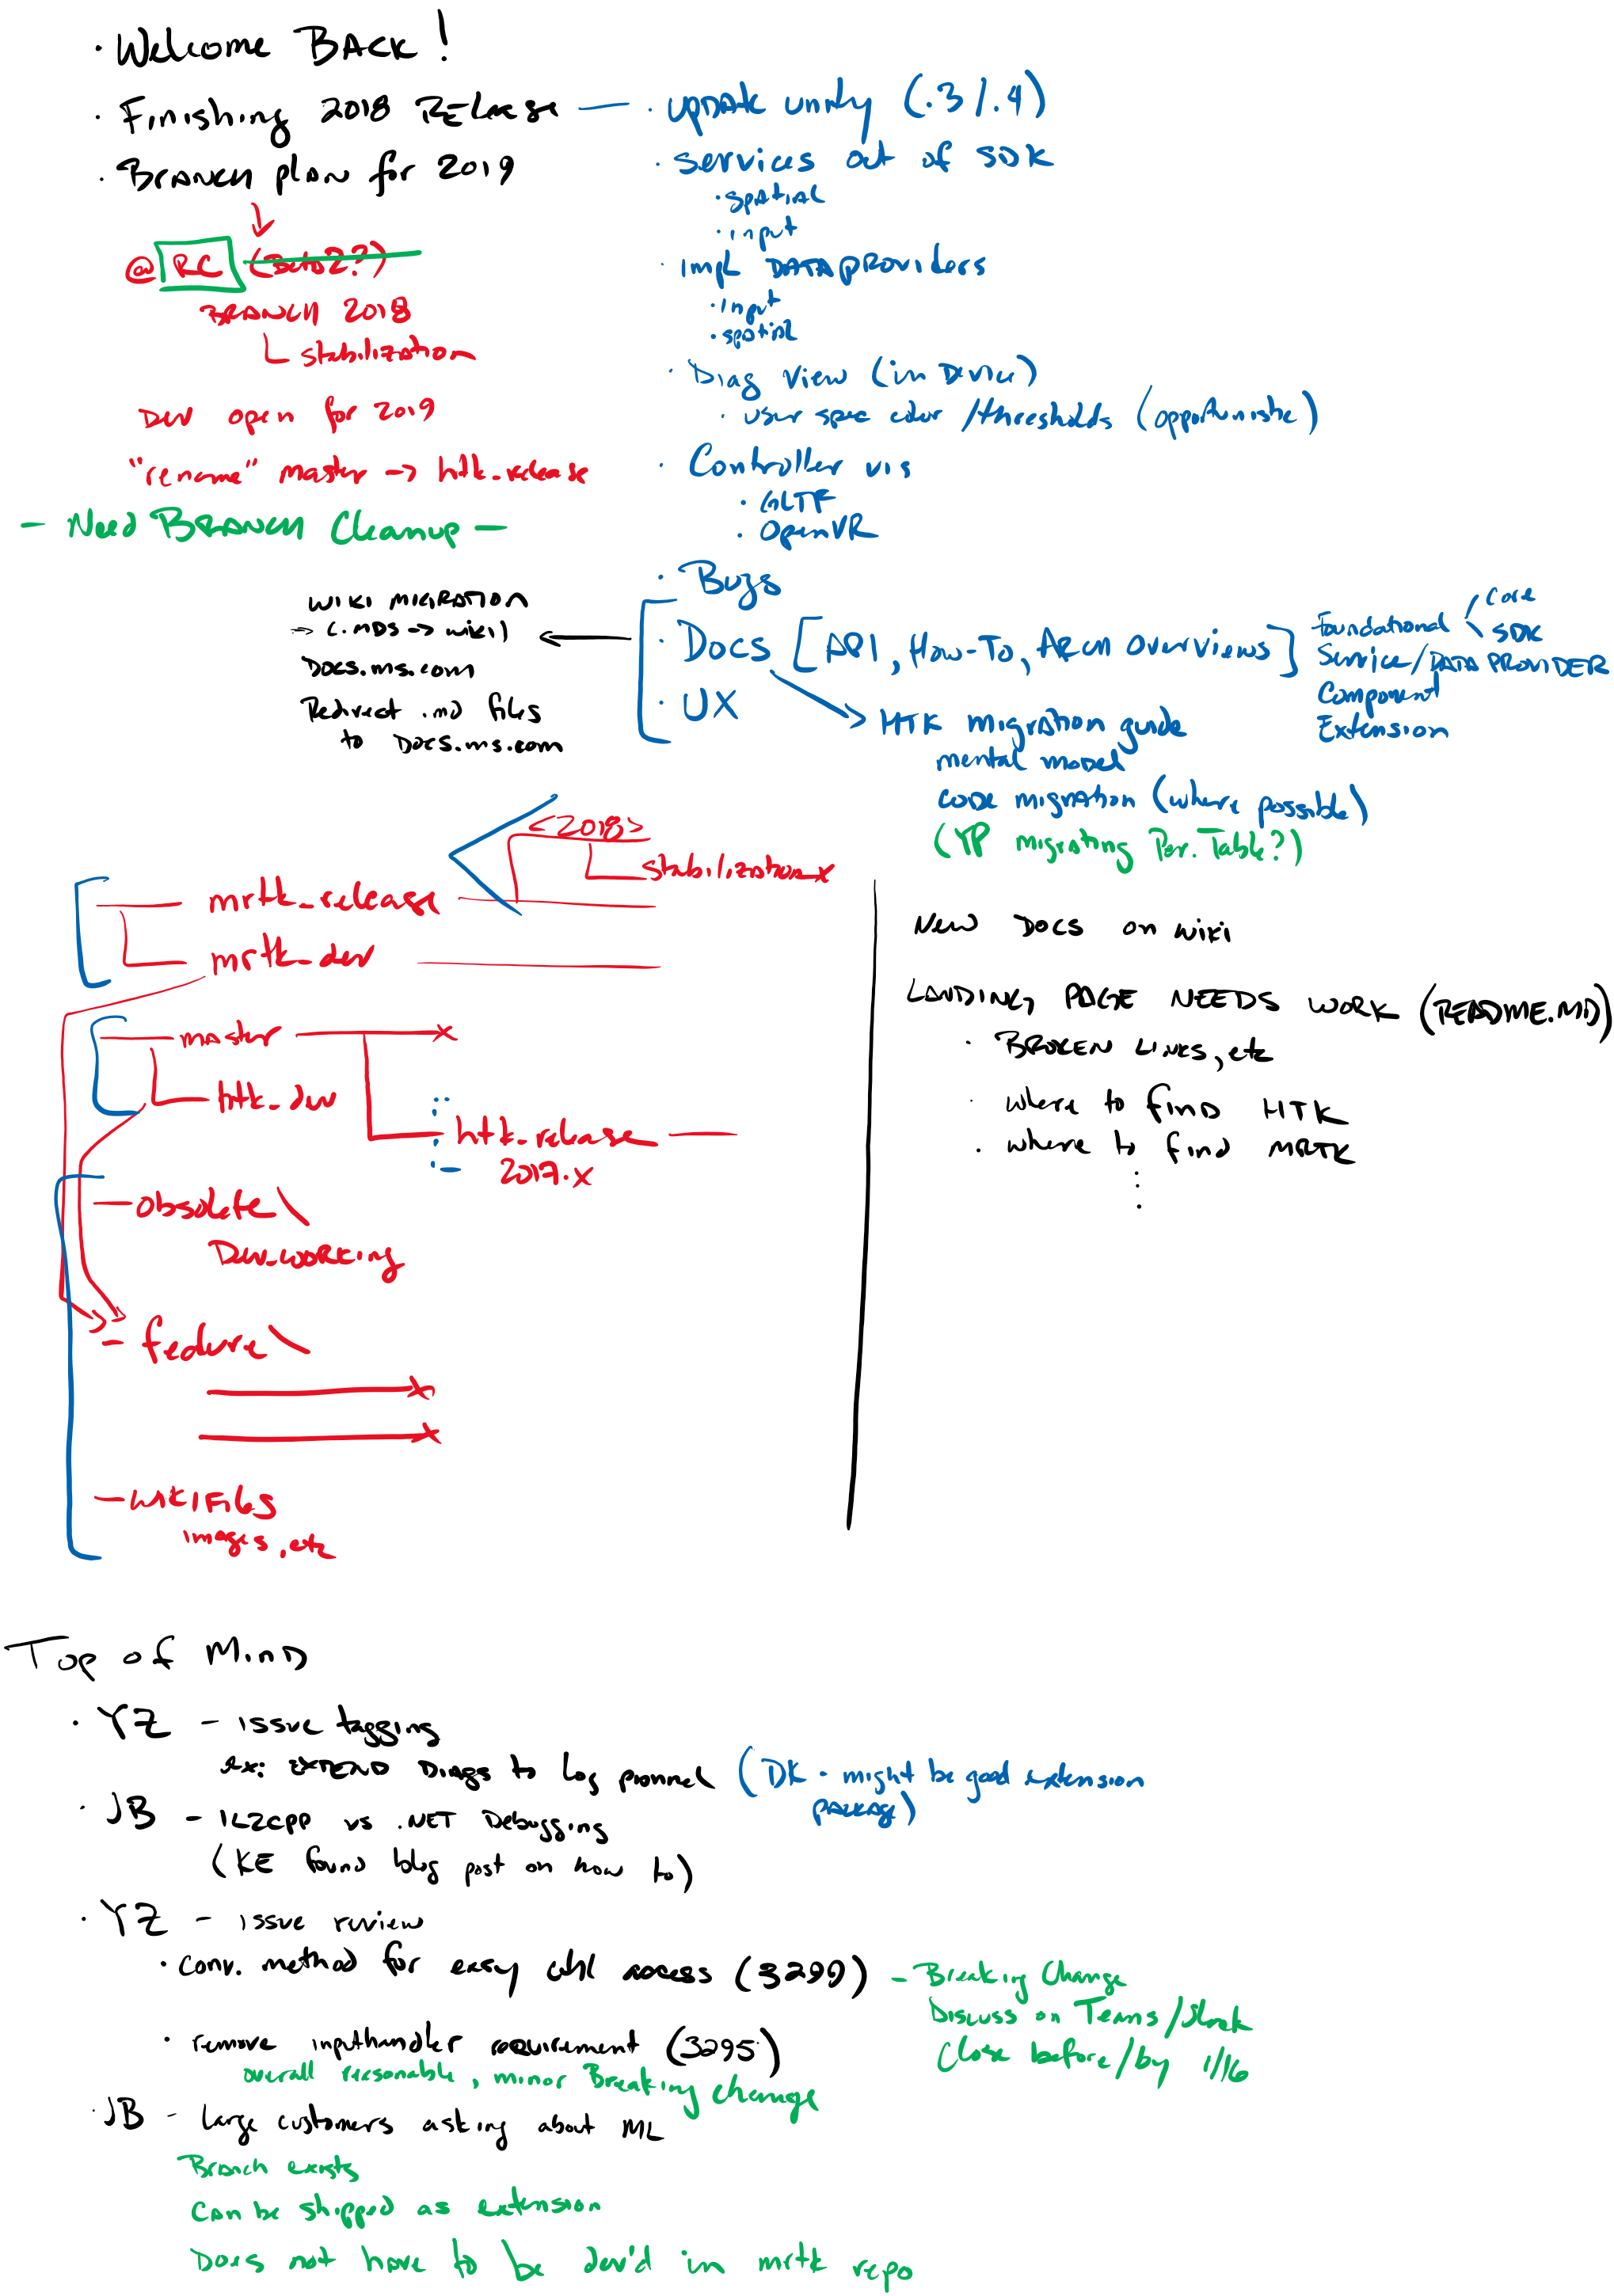 · Welcome BACK!
· Finishing 2018 RELease —
· Branch plan for 2019
@ RC (Beta2?)
BRANCH 2018
stabilization
Dev open for 2019
"rename" master -> htk_release
- Need BRANCH Cleanup -
· update unity (.3/.4)
· services out of SDK
· spatial
· input
· impl DATA PROVIDERS
· input
· spatial
· Diag View (in Device)
· user spec color /thresholds (opportunistic)
· Controller vis
· GLTF
· OpenVR
· Bugs
· Docs [API, How-To, Arch overviews]
· UX
Foundational
Core
SDK
Service/DATA PROVIDER
Component
Extension
WIKI MIGRATION
-> (.MDS -> wiki)
Docs.ms.com
Redirect .md files
to Docs.ms.com
HTK migration guide
mental model
code migration (where possible)
(YP migrating Per. Table?)
<2018>
stabilization x
mrtk_release
mrtk_dev
master x
htk_dev
htk_release
2017.x
- obsolete \
Dev_working
- feature \
x
x
- wikiFiles
images, etc
New Docs on wiki
LANDING PAGE NEEDS WORK (README.MD)
· BROKEN LINKS, etc
· where to find HTK
· where to find MRTK
Top of Mind
· YZ - issue tagging
ex: EXTEND Diags to log (DK - might be good extension
package)
· JB - IL2CPP vs .NET Debugging
(KE found blog post on how to)
· YZ - issue review
· conv. method for easy access (3299) - Breaking Change
Discuss on Teams/Slack
Close before/by 1/16
· remove inputhandler requirement (3295)
overall reasonable, minor Breaking change
· JB - Large customers asking about ML
Branch exists
Can be shipped as extension
Does not have to be dev'd in mrtk repo